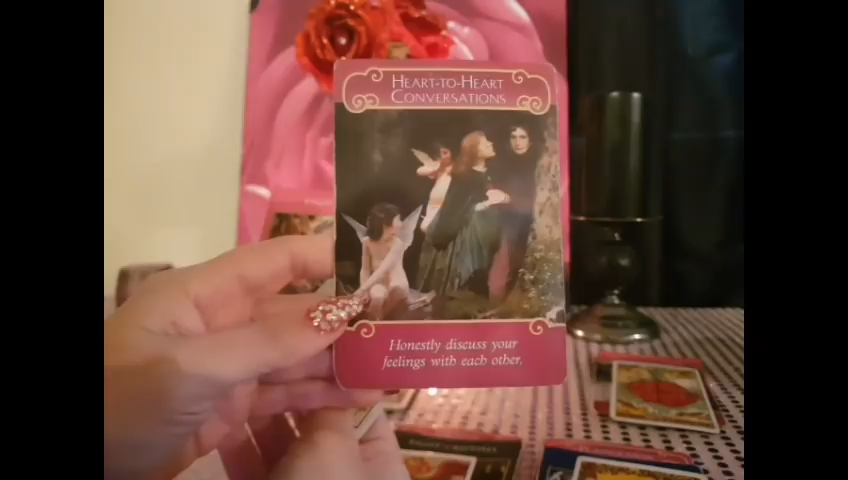 HEART-TO-HEART
CONVERSATIONS
Honestly discuss your
feelings with each other.